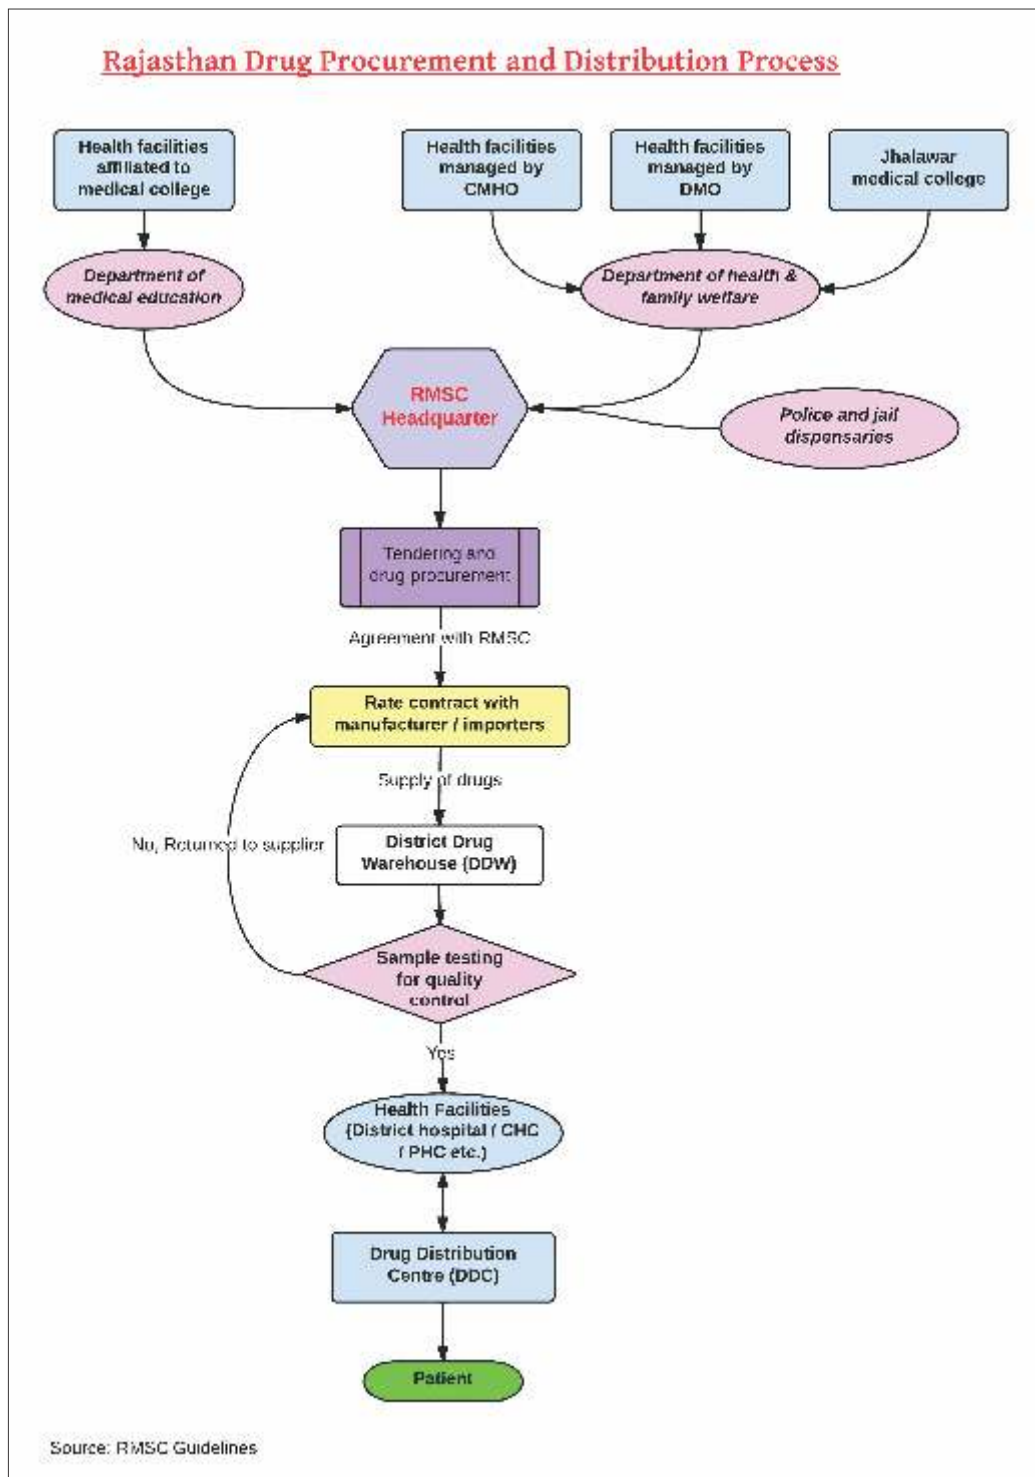 Rajasthan Drug Procurement and Distribution Process
Health facilities
affiliated to
medical college
Health facilities
managed by
CMHO
Health facilities
managed by
DMO
Jhalawar
medical college
Department of
medical education
Department of health &
family welfare
RMSC
Headquarter
Police and jail
dispensaries
Tendering and
drug procurement
Agreement with RMSC
Rate contract with
manufacturer / importers
Supply of drugs
No, Returned to supplier
District Drug
Warehouse (DDW)
Sample testing
for quality
control
Yes
Health Facilities
(District hospital / CHC
/ PHC etc.)
Drug Distribution
Centre (DDC)
Patient
Source: RMSC Guidelines